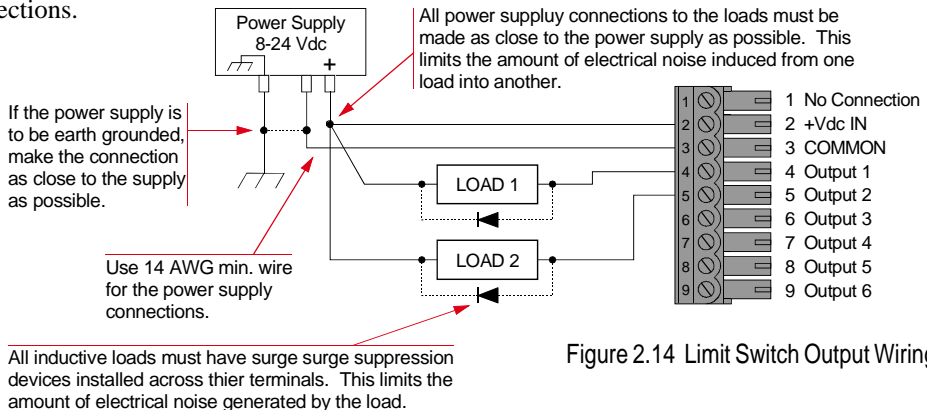 ections.
Power Supply
8-24 Vdc
+
All power suppluy connections to the loads must be
made as close to the power supply as possible. This
limits the amount of electrical noise induced from one
load into another.
If the power supply is
to be earth grounded,
make the connection
as close to the supply
as possible.
1 1 No Connection
2 2 +Vdc IN
3 3 COMMON
4 4 Output 1
5 5 Output 2
6 6 Output 3
7 7 Output 4
8 8 Output 5
9 9 Output 6
LOAD 1
LOAD 2
Use 14 AWG min. wire
for the power supply
connections.
All inductive loads must have surge surge suppression
devices installed across thier terminals. This limits the
amount of electrical noise generated by the load.
Figure 2.14 Limit Switch Output Wiring